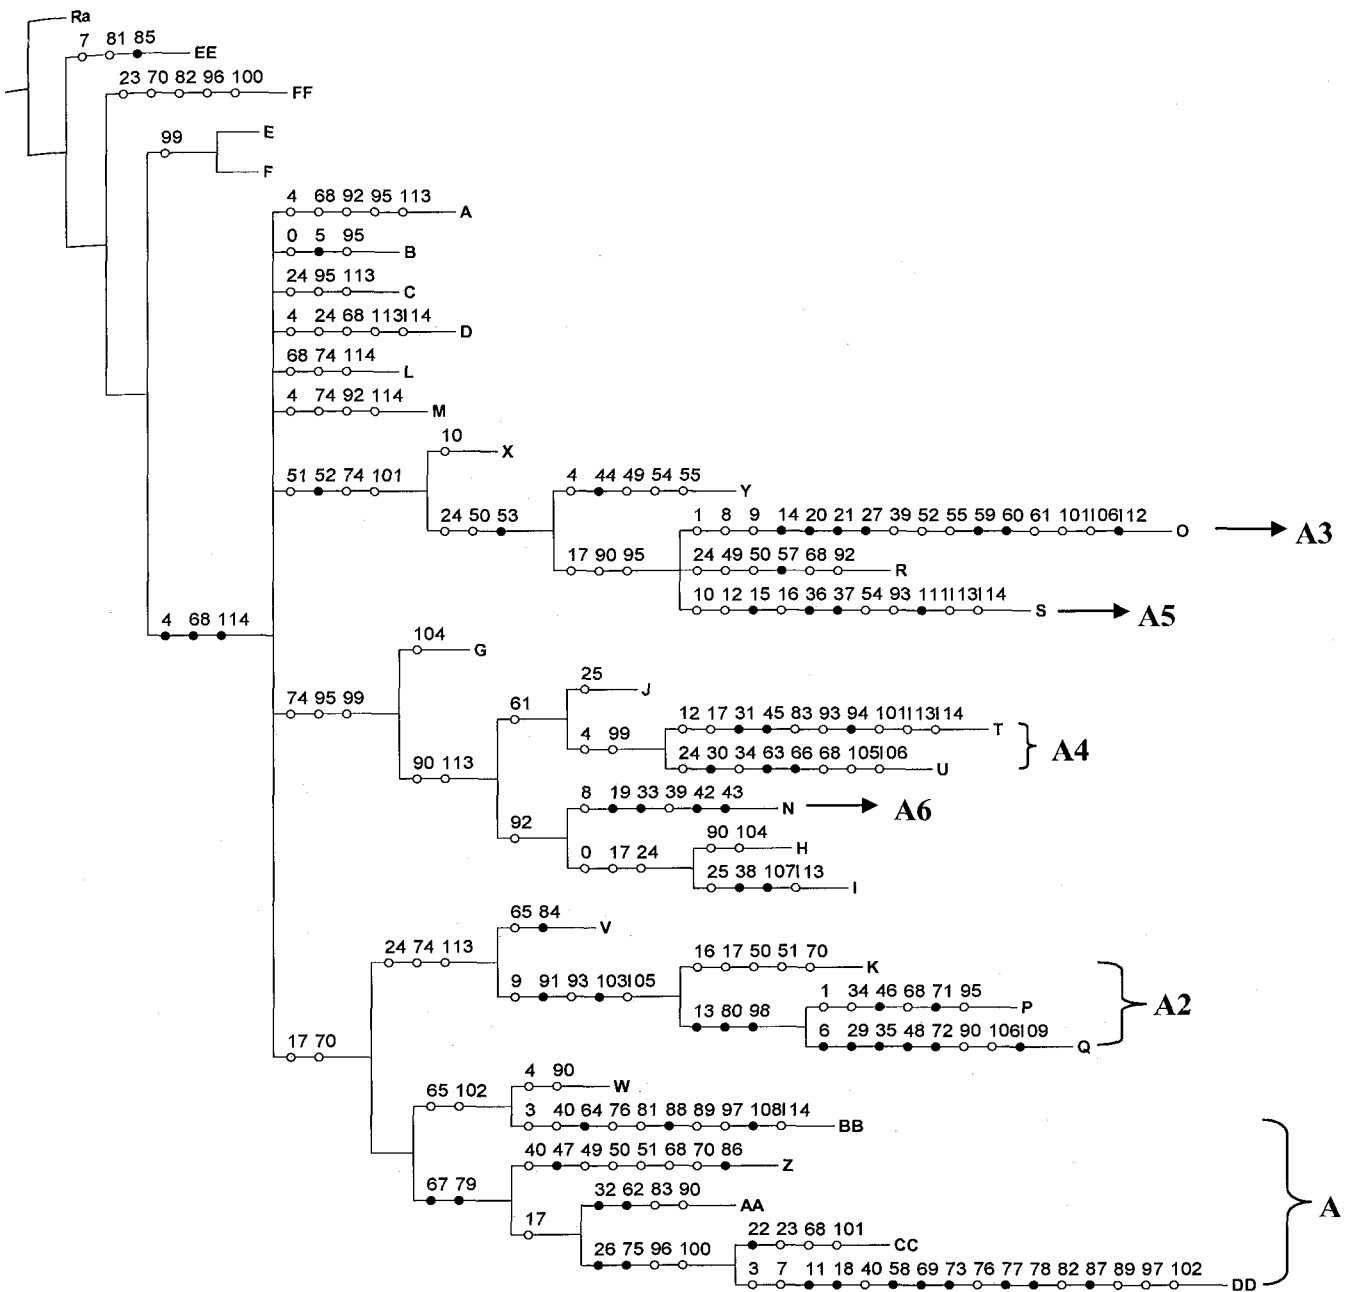 Ra
7 81 85
EE
23 70 82 96 100
FF
99
E
F
4 68 92 95 113
A
0 5 95
B
24 95 113
C
4 24 68 113 114
D
68 74 114
L
4 74 92 114
M
10
X
51 52 74 101
4 44 49 54 55
Y
24 50 53
1 8 9 14 20 21 27 39 52 55 59 60 61 101 106 112
O
A3
17 90 95
24 49 50 57 68 92
R
10 12 15 16 36 37 54 93 111 113 114
S
A5
4 68 114
104
G
25
J
74 95 99
61
12 17 31 45 83 93 94 101 113 114
T
4 99
A4
90 113
24 30 34 63 66 68 105 106
U
8 19 33 39 42 43
N
A6
92
90 104
H
0 17 24
25 38 107 113
I
65 84
V
24 74 113
16 17 50 51 70
K
9 91 93 103 105
1 34 46 68 71 95
P
A2
13 80 98
6 29 35 48 72 90 106 109
Q
17 70
4 90
W
65 102
3 40 64 76 81 88 89 97 108 114
BB
40 47 49 50 51 68 70 86
Z
67 79
32 62 83 90
AA
A
17
22 23 68 101
CC
26 75 96 100
3 7 11 18 40 58 69 73 76 77 78 82 87 89 97 102
DD